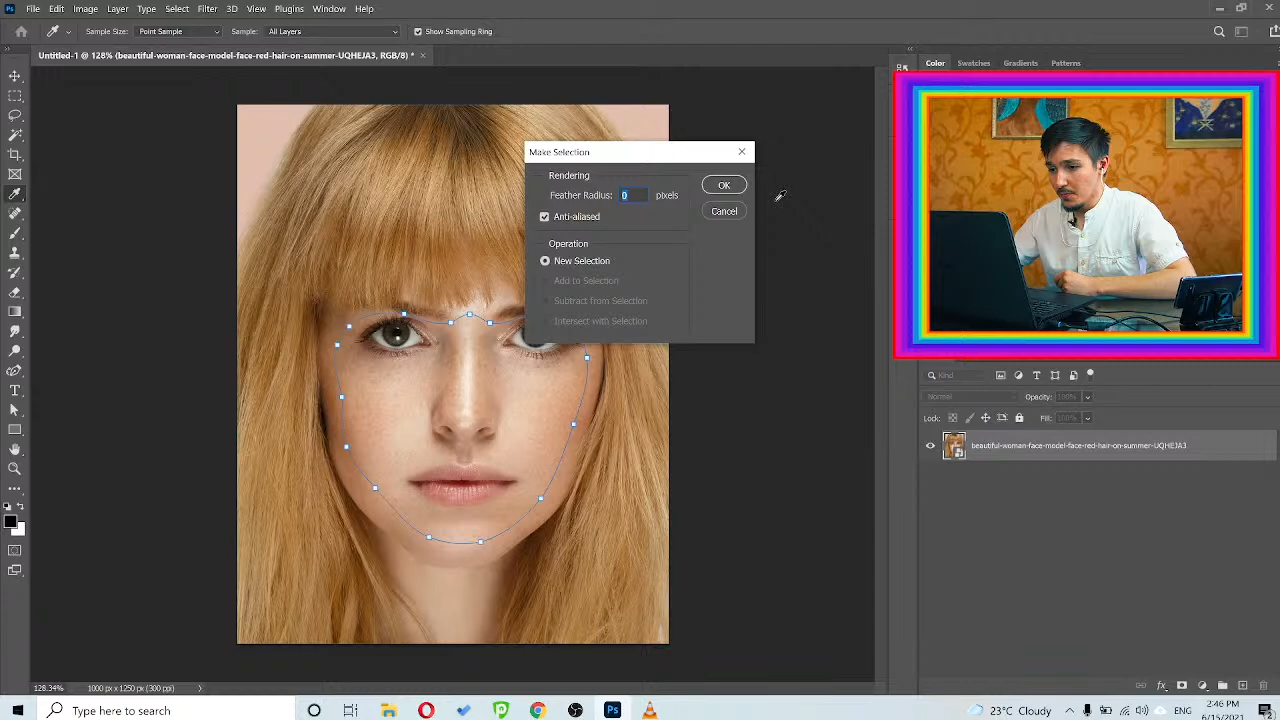 Ps File Edit Image Layer Type Select Filter 3D View Plugins Window Help
Sample Size: Point Sample Sample: All Layers Show Sampling Ring
Untitled-1 @ 128% (beautiful-woman-face-model-face-red-hair-on-summer-UQHEJA3, RGB/8) *
Color Swatches Gradients Patterns
Make Selection
Rendering
Feather Radius: 0 pixels
OK
Anti-aliased
Cancel
Operation
New Selection
Add to Selection
Subtract from Selection
Intersect with Selection
Kind
Normal Opacity: 100%
Lock: Fill: 100%
beautiful-woman-face-model-face-red-hair-on-summer-UQHEJA3
128.34% 1000 px x 1250 px (300 ppi)
Type here to search
Ps
23°C Cloudy ENG 2:46 PM